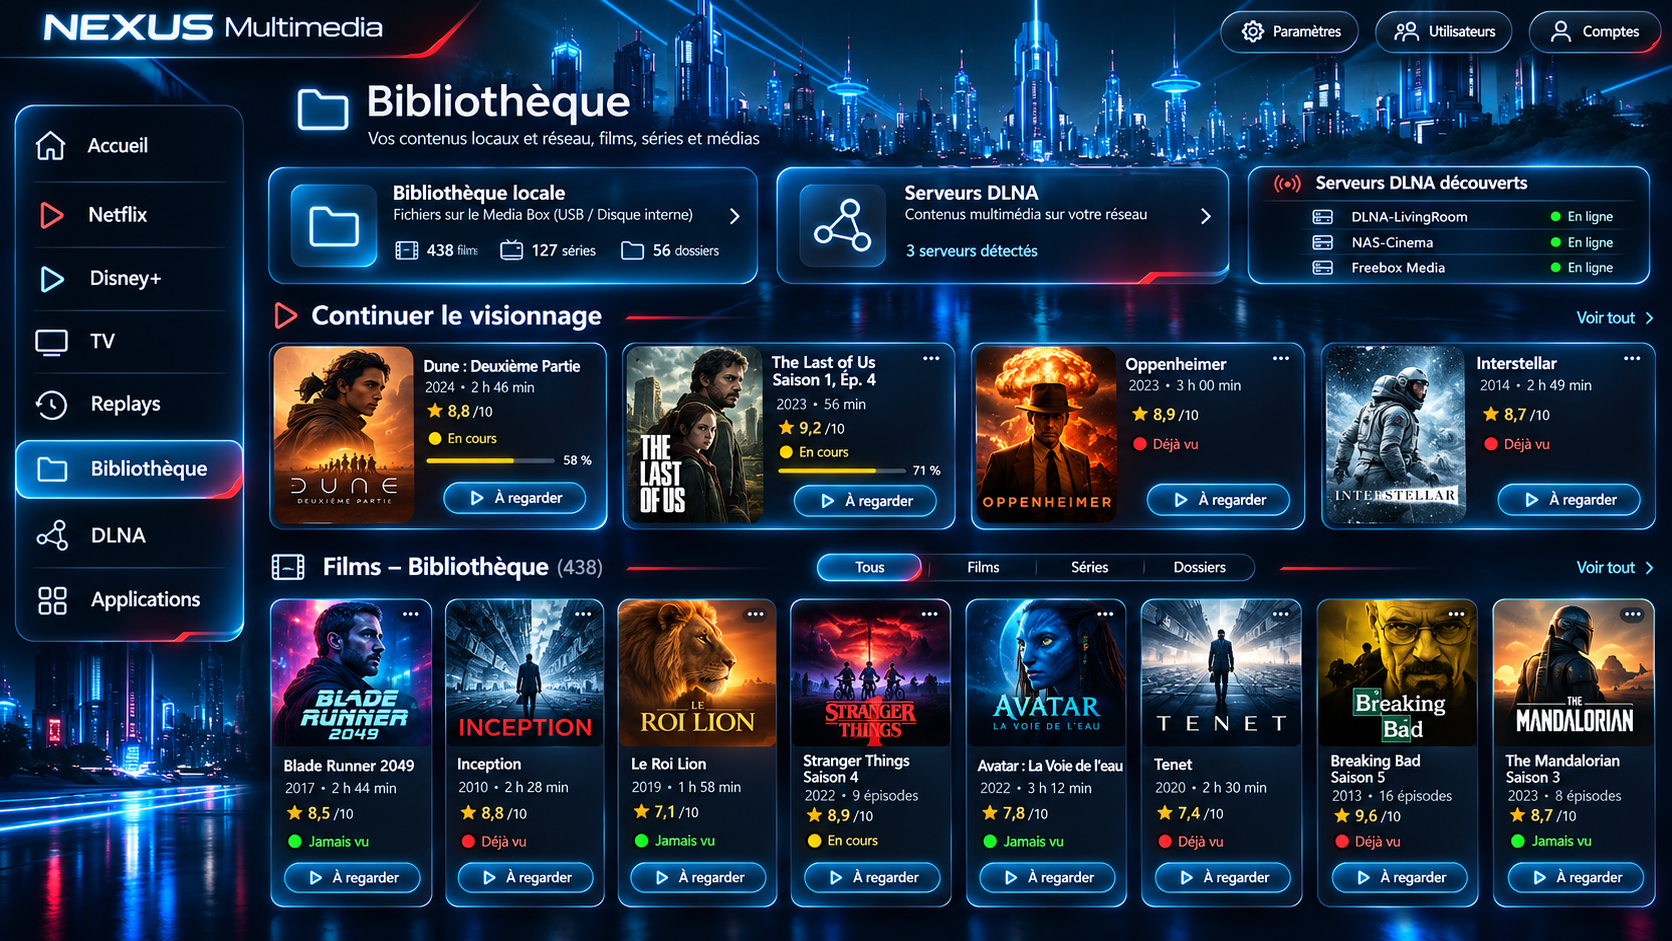 NEXUS Multimedia
Paramètres
Utilisateurs
Comptes
Bibliothèque
Vos contenus locaux et réseau, films, séries et médias
Accueil
Netflix
Disney+
TV
Replays
Bibliothèque
DLNA
Applications
Bibliothèque locale
Fichiers sur le Media Box (USB / Disque interne)
438 films
127 séries
56 dossiers
Serveurs DLNA
Contenus multimédia sur votre réseau
3 serveurs détectés
Serveurs DLNA découverts
DLNA-LivingRoom En ligne
NAS-Cinema En ligne
Freebox Media En ligne
Continuer le visionnage
Voir tout
DUNE
DEUXIÈME PARTIE
Dune : Deuxième Partie
2024 • 2 h 46 min
8,8 /10
En cours
58 %
À regarder
THE
LAST
OF US
The Last of Us
Saison 1, Ép. 4
2023 • 56 min
9,2 /10
En cours
71 %
À regarder
OPPENHEIMER
Oppenheimer
2023 • 3 h 00 min
8,9 /10
Déjà vu
À regarder
INTERSTELLAR
Interstellar
2014 • 2 h 49 min
8,7 /10
Déjà vu
À regarder
Films – Bibliothèque (438)
Tous
Films
Séries
Dossiers
Voir tout
BLADE
RUNNER
2049
Blade Runner 2049
2017 • 2 h 44 min
8,5 /10
Jamais vu
À regarder
INCEPTION
Inception
2010 • 2 h 28 min
8,8 /10
Déjà vu
À regarder
LE
ROI LION
Le Roi Lion
2019 • 1 h 58 min
7,1 /10
Jamais vu
À regarder
STRANGER
THINGS
Stranger Things
Saison 4
2022 • 9 épisodes
8,9 /10
En cours
À regarder
AVATAR
LA VOIE DE L'EAU
Avatar : La Voie de l'eau
2022 • 3 h 12 min
7,8 /10
Jamais vu
À regarder
TENET
Tenet
2020 • 2 h 30 min
7,4 /10
Déjà vu
À regarder
Breaking
Bad
Breaking Bad
Saison 5
2013 • 16 épisodes
9,6 /10
Déjà vu
À regarder
THE
MANDALORIAN
The Mandalorian
Saison 3
2023 • 8 épisodes
8,7 /10
Jamais vu
À regarder